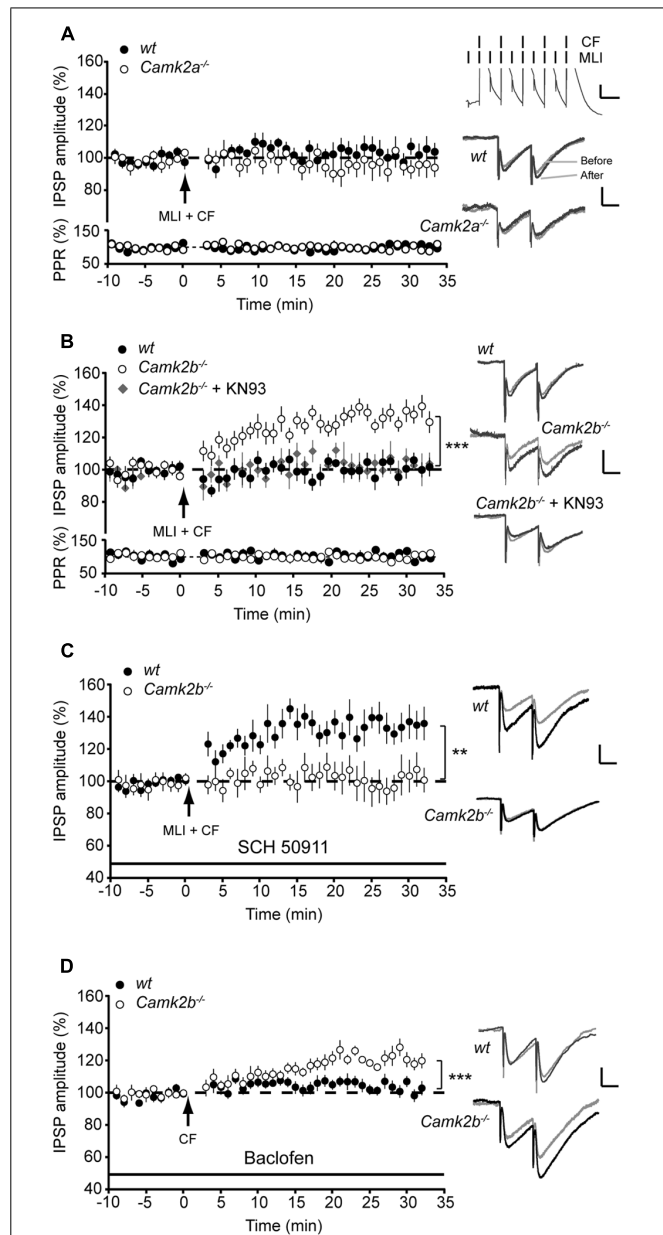 A
wt
Camk2a-/-
IPSP amplitude (%)
160
140
120
100
80
MLI + CF
PPR (%)
150
50
-10 -5 0 5 10 15 20 25 30 35
Time (min)
CF
MLI
wt
Before
After
Camk2a-/-
B
wt
Camk2b-/-
Camk2b-/- + KN93
IPSP amplitude (%)
160
140
120
100
80
***
MLI + CF
PPR (%)
150
50
-10 -5 0 5 10 15 20 25 30 35
Time (min)
wt
Camk2b-/-
Camk2b-/- + KN93
C
wt
Camk2b-/-
IPSP amplitude (%)
160
140
120
100
80
60
40
**
MLI + CF
SCH 50911
-10 -5 0 5 10 15 20 25 30 35
Time (min)
wt
Camk2b-/-
D
wt
Camk2b-/-
IPSP amplitude (%)
160
140
120
100
80
60
40
***
CF
Baclofen
-10 -5 0 5 10 15 20 25 30 35
Time (min)
wt
Camk2b-/-